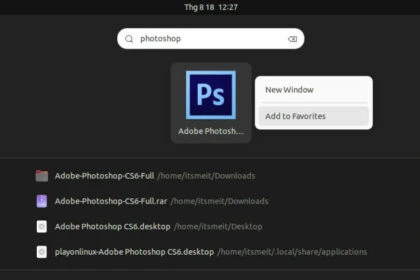 Thg 8 18 12:27
photoshop
Ps
New Window
Add to Favorites
Adobe Photosh...
Adobe-Photoshop-CS6-Full /home/itsmeit/Downloads
Adobe-Photoshop-CS6-Full.rar /home/itsmeit/Downloads
Adobe Photoshop CS6.desktop /home/itsmeit/Desktop
playonlinux-Adobe Photoshop CS6.desktop /home/itsmeit/.local/share/applications